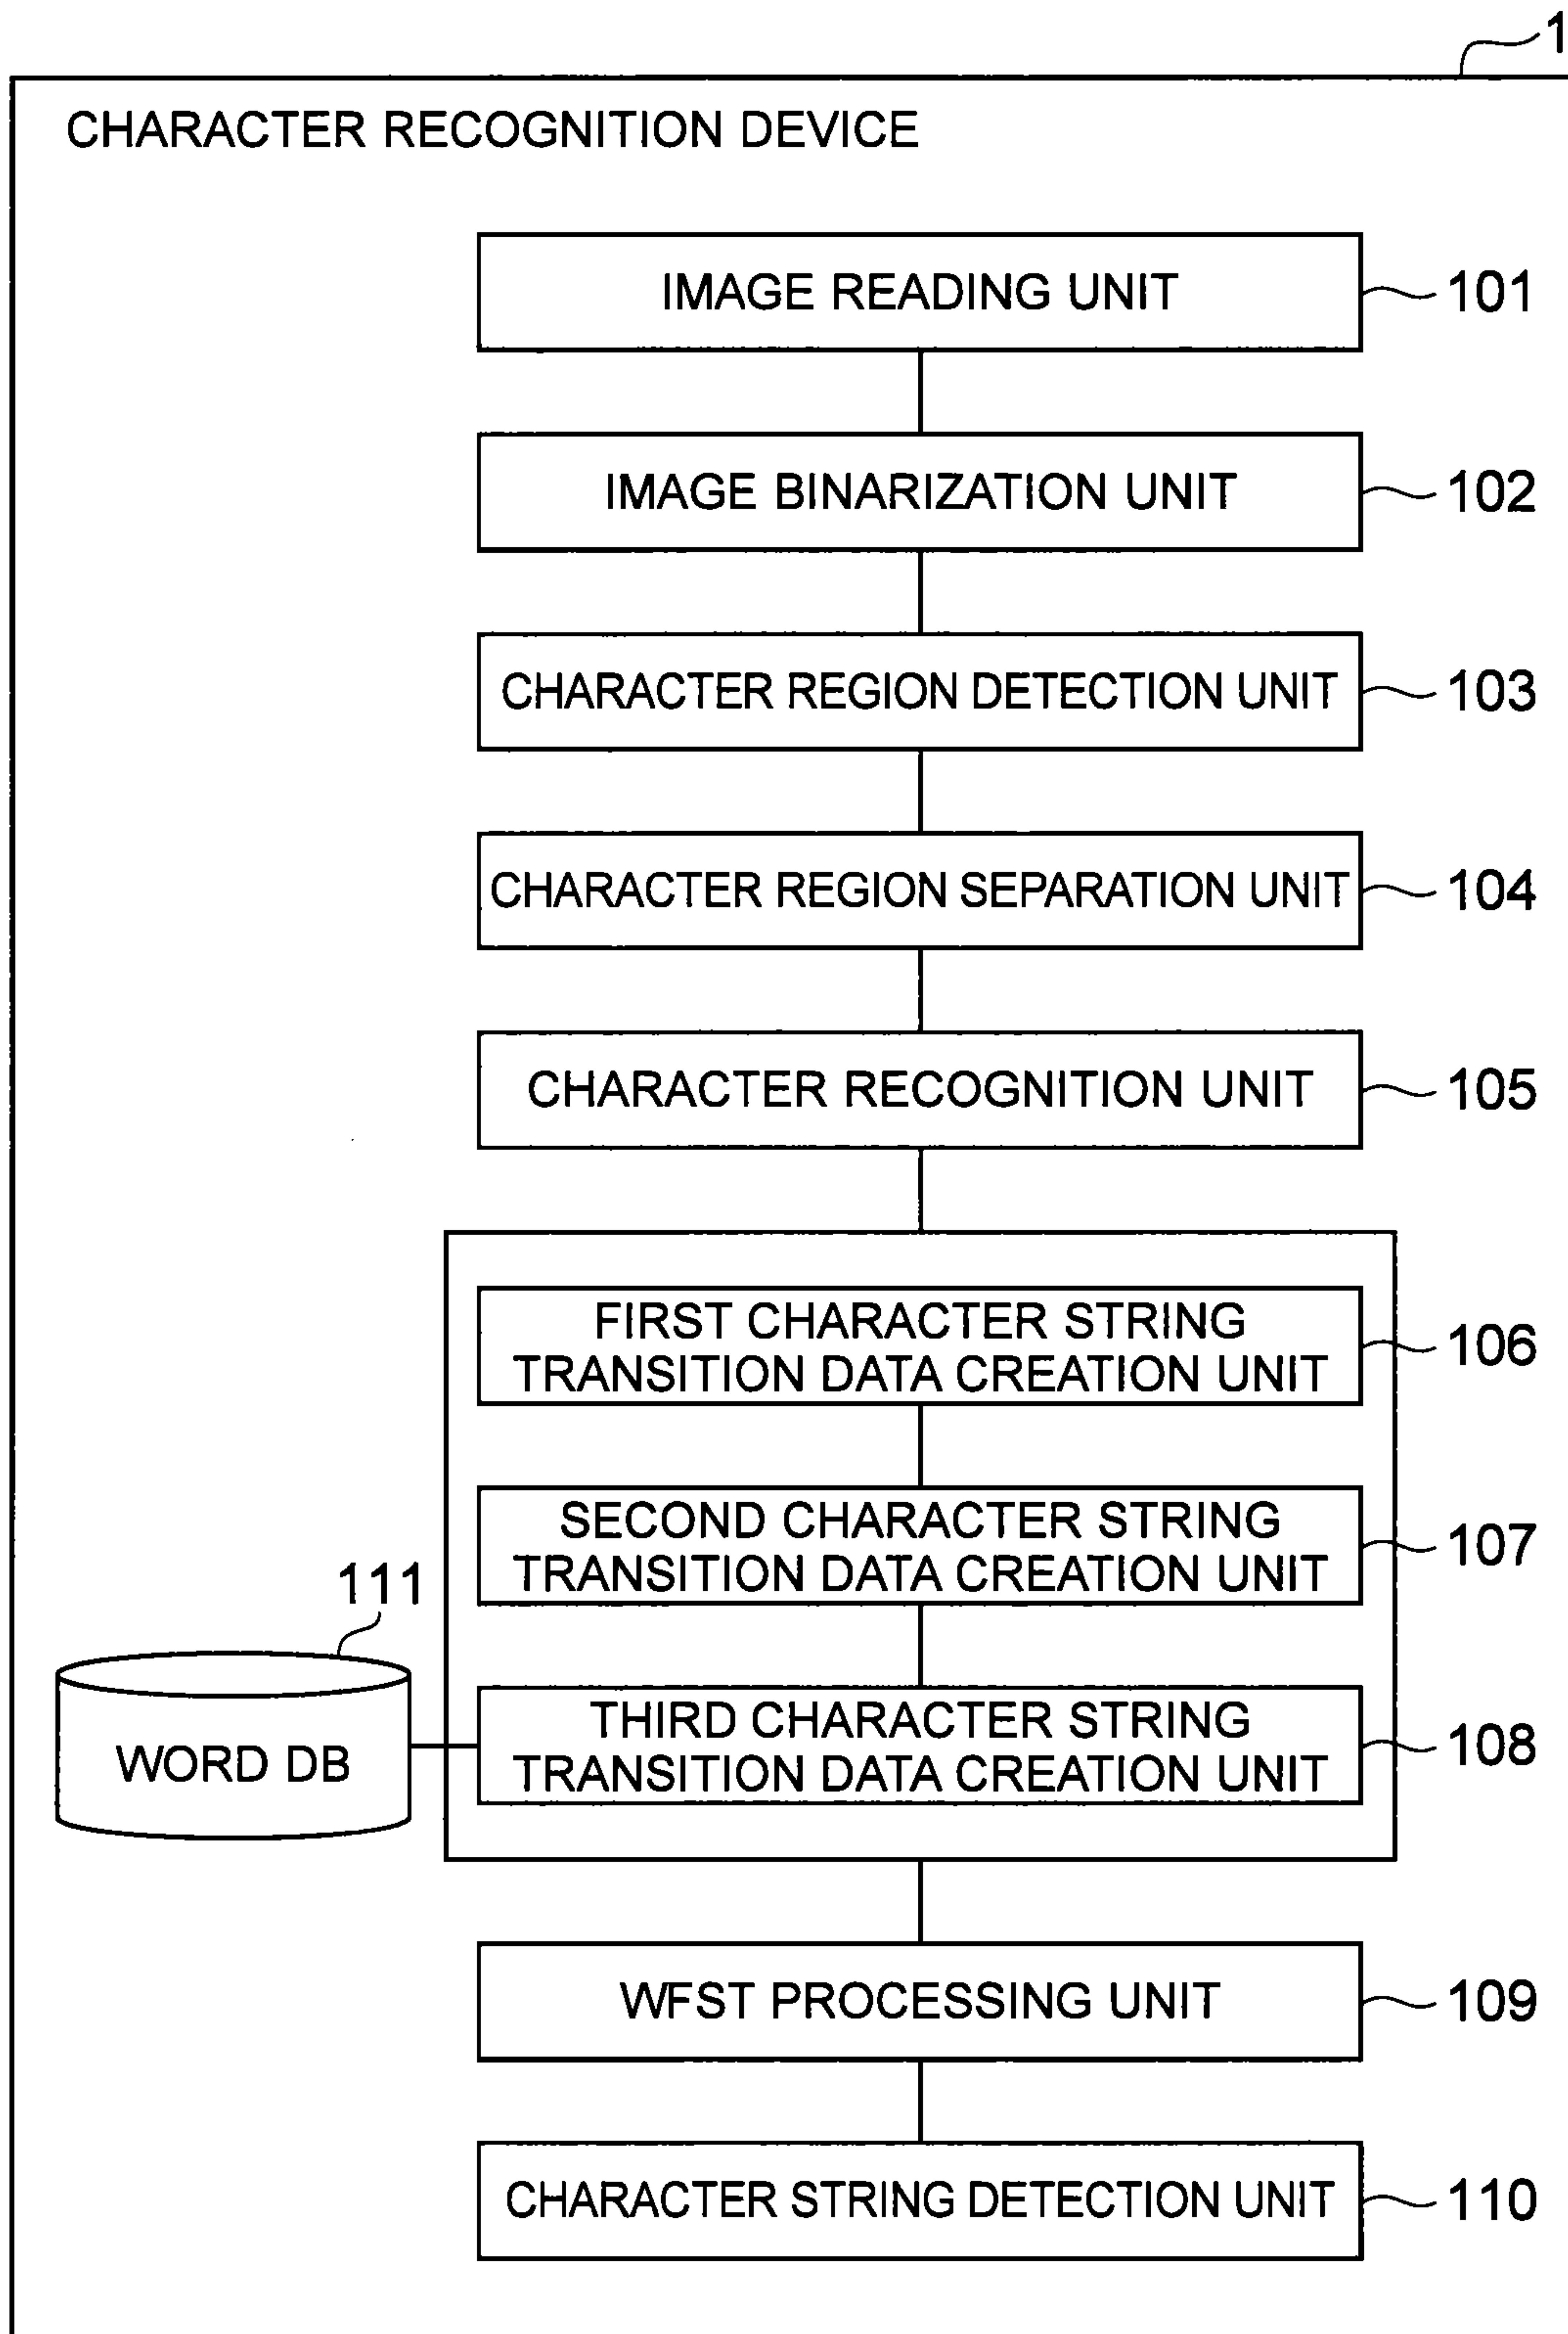 1
CHARACTER RECOGNITION DEVICE
IMAGE READING UNIT
101
IMAGE BINARIZATION UNIT
102
CHARACTER REGION DETECTION UNIT
103
CHARACTER REGION SEPARATION UNIT
104
CHARACTER RECOGNITION UNIT
105
FIRST CHARACTER STRING
TRANSITION DATA CREATION UNIT
106
SECOND CHARACTER STRING
TRANSITION DATA CREATION UNIT
107
111
WORD DB
THIRD CHARACTER STRING
TRANSITION DATA CREATION UNIT
108
WFST PROCESSING UNIT
109
CHARACTER STRING DETECTION UNIT
110